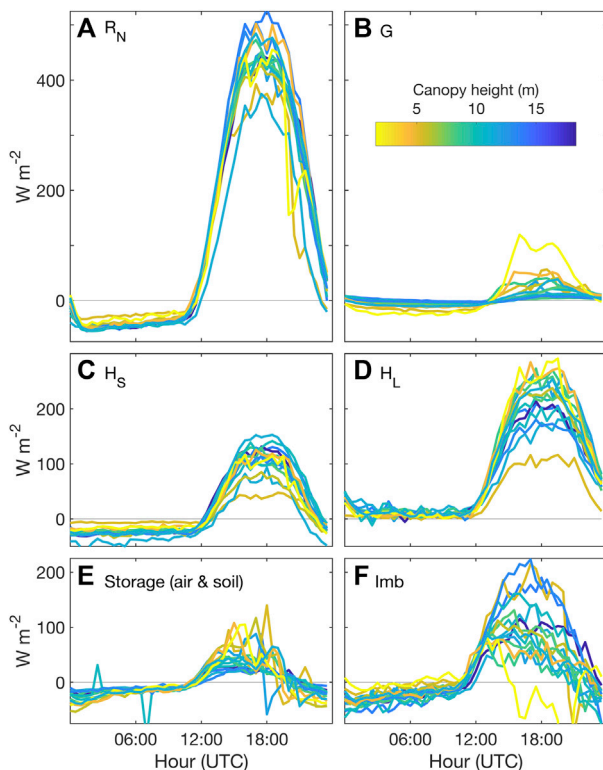 A R_N
B G
Canopy height (m)
5 10 15
400
200
0
W m⁻²
C H_S
D H_L
200
100
0
W m⁻²
E Storage (air & soil)
F Imb
200
100
0
W m⁻²
06:00 12:00 18:00
06:00 12:00 18:00
Hour (UTC)
Hour (UTC)